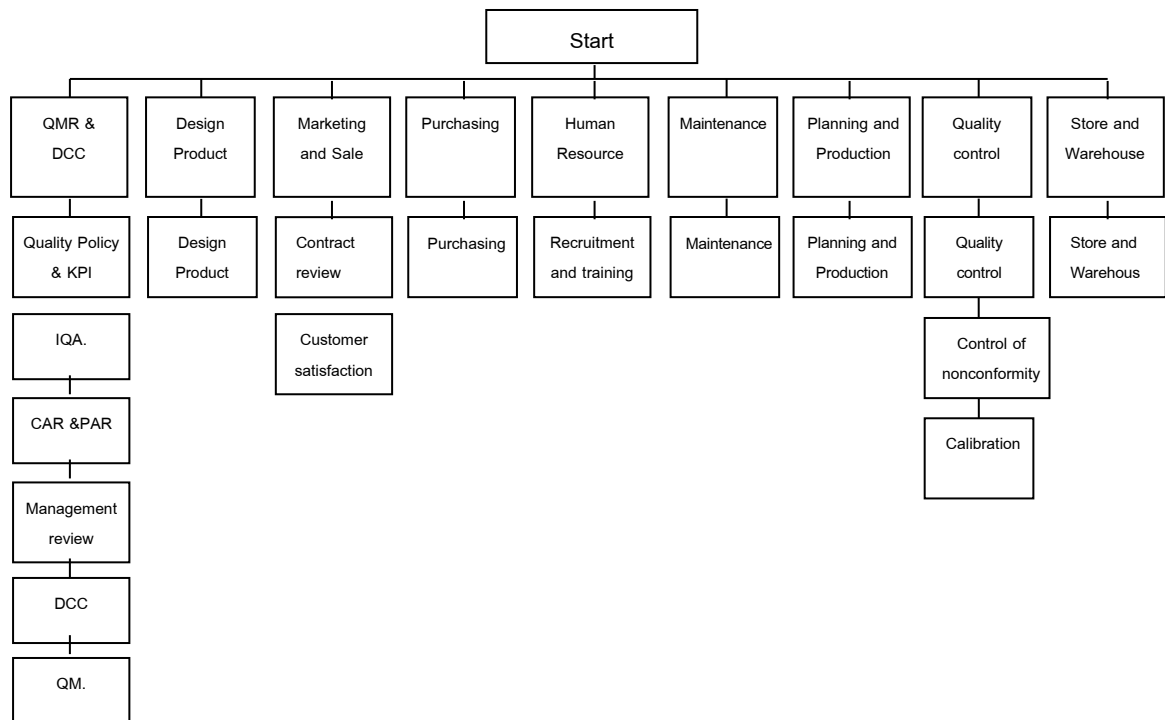 Start
QMR &
DCC
Design
Product
Marketing
and Sale
Purchasing
Human
Resource
Maintenance
Planning and
Production
Quality
control
Store and
Warehouse
Quality Policy
& KPI
Design
Product
Contract
review
Purchasing
Recruitment
and training
Maintenance
Planning and
Production
Quality
control
Store and
Warehous
IQA.
Customer
satisfaction
Control of
nonconformity
CAR &PAR
Calibration
Management
review
DCC
QM.